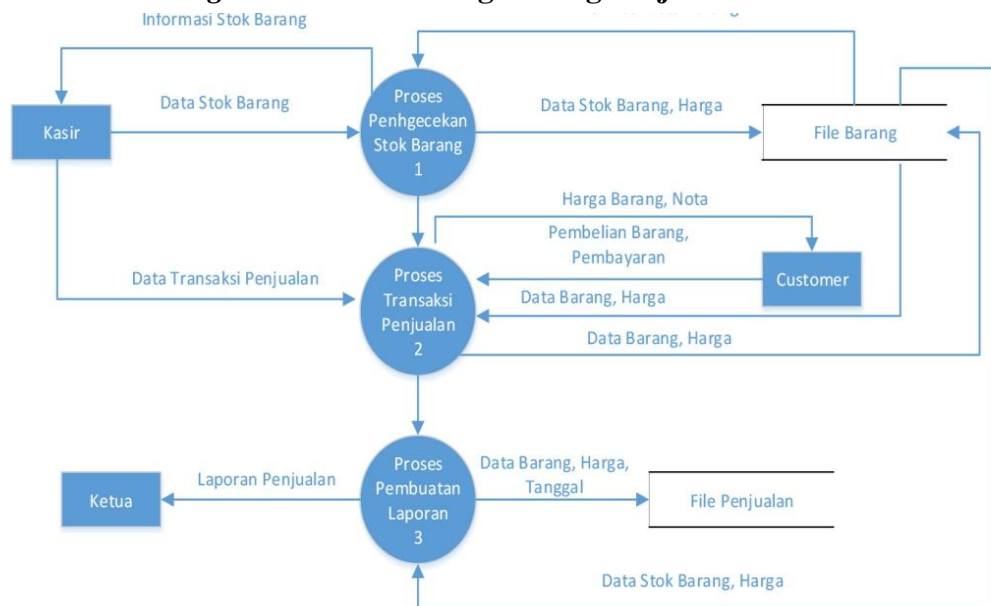 Informasi Stok Barang
Data Stok Barang
Kasir
Proses
Penhgecekan
Stok Barang
1
Data Stok Barang, Harga
File Barang
Harga Barang, Nota
Pembelian Barang,
Pembayaran
Customer
Data Transaksi Penjualan
Proses
Transaksi
Penjualan
2
Data Barang, Harga
Data Barang, Harga
Ketua
Laporan Penjualan
Proses
Pembuatan
Laporan
3
Data Barang, Harga,
Tanggal
File Penjualan
Data Stok Barang, Harga